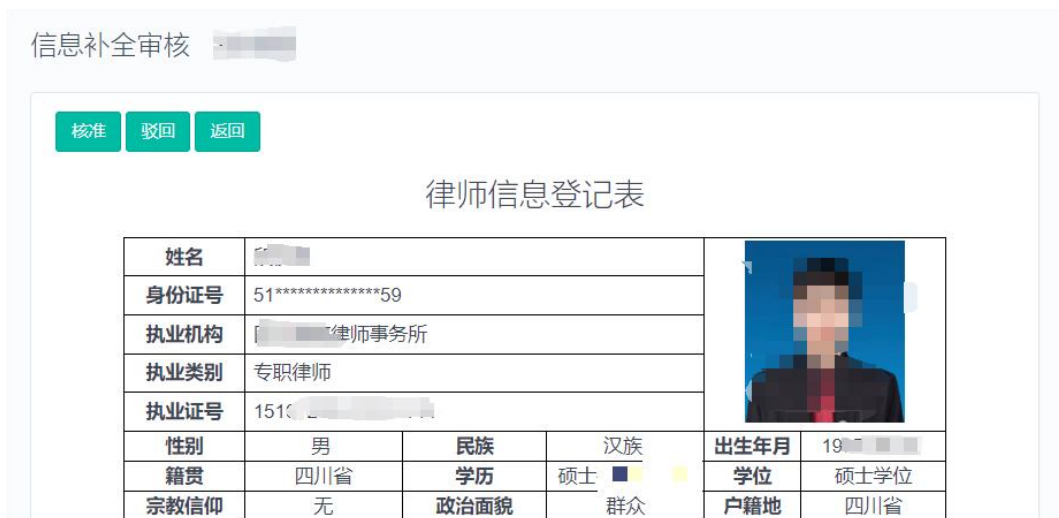 信息补全审核
核准 驳回 返回
律师信息登记表
姓名
身份证号 51**************59
执业机构 律师事务所
执业类别 专职律师
执业证号 151
性别 男 民族 汉族 出生年月 19
籍贯 四川省 学历 硕士 学位 硕士学位
宗教信仰 无 政治面貌 群众 户籍地 四川省